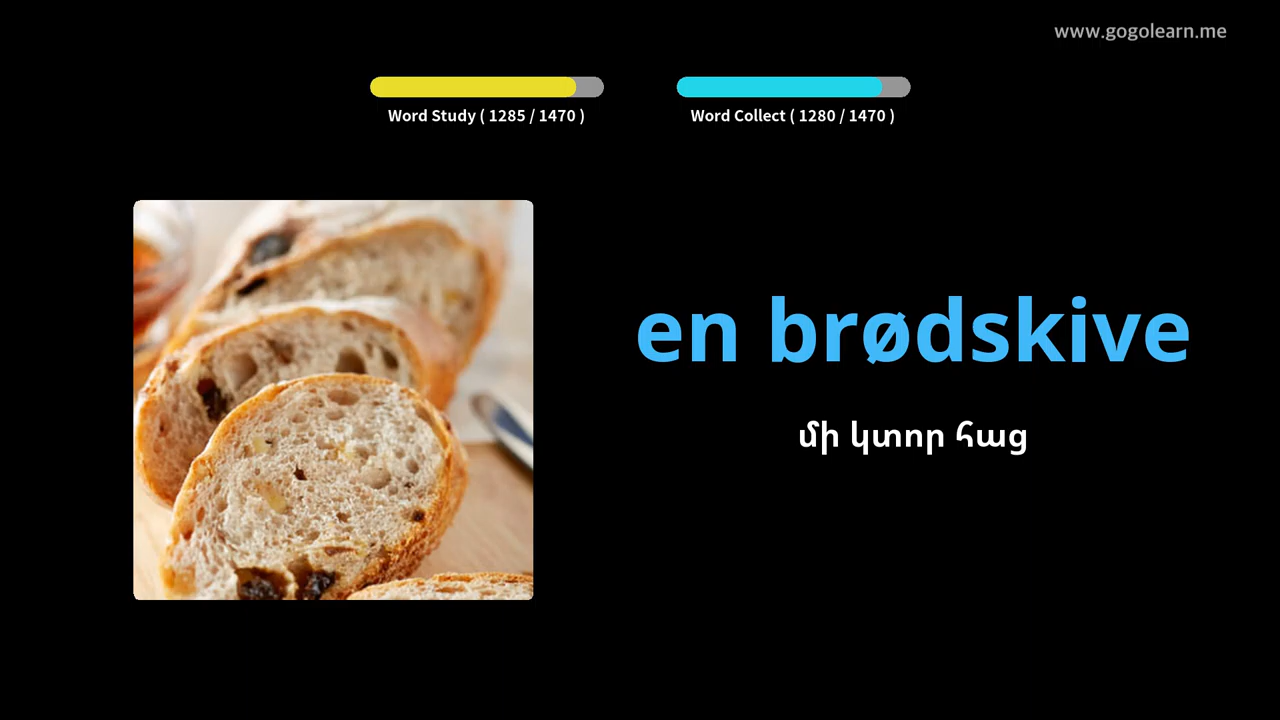 www.gogolearn.me
Word Study ( 1285 / 1470 )
Word Collect ( 1280 / 1470 )
en brødskive
մի կտոր հաց